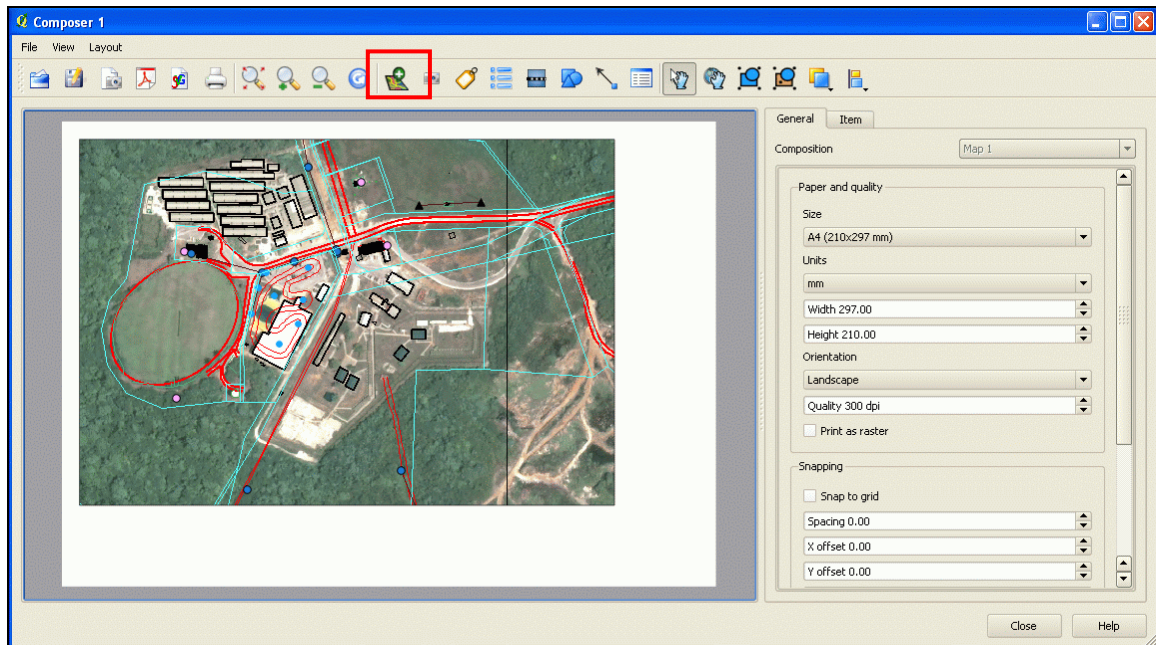 Composer 1
File View Layout
General Item
Composition Map 1
Paper and quality
Size
A4 (210x297 mm)
Units
mm
Width 297.00
Height 210.00
Orientation
Landscape
Quality 300 dpi
Print as raster
Snapping
Snap to grid
Spacing 0.00
X offset 0.00
Y offset 0.00
Close Help